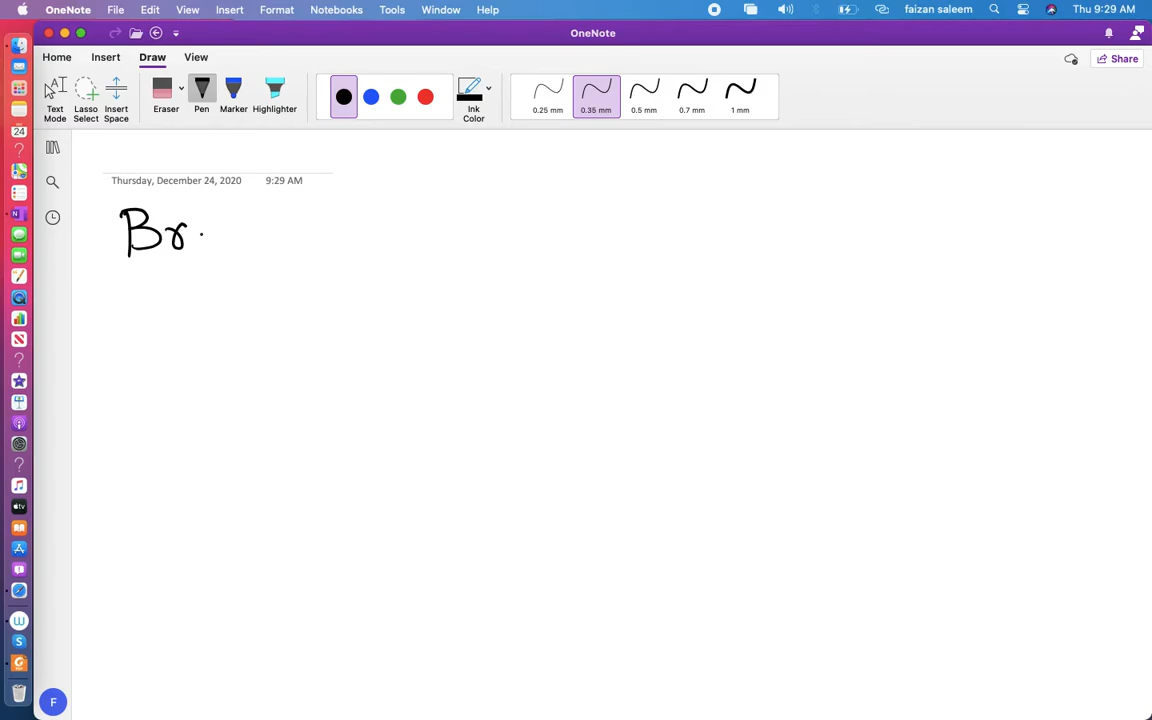 OneNote File Edit View Insert Format Notebooks Tools Window Help faizan saleem Thu 9:29 AM
OneNote
Home Insert Draw View Share
Text Mode Lasso Select Insert Space Eraser Pen Marker Highlighter Ink Color 0.25 mm 0.35 mm 0.5 mm 0.7 mm 1 mm
24
Thursday, December 24, 2020 9:29 AM
Br
F